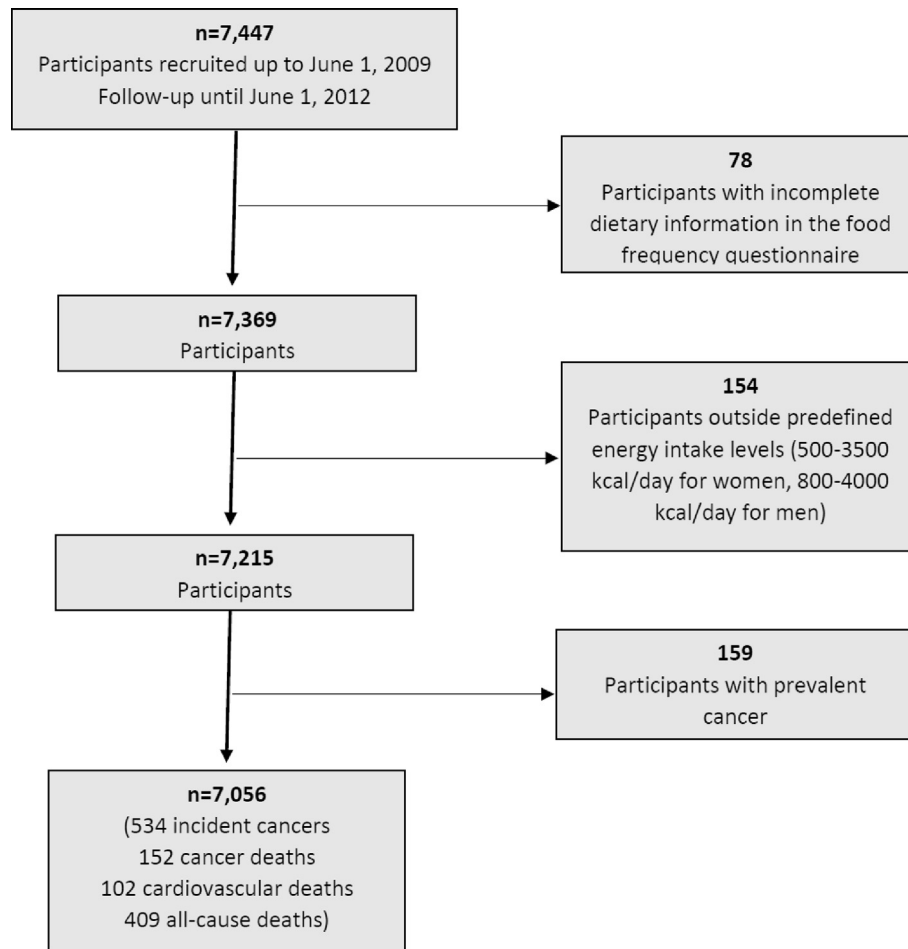 n=7,447
Participants recruited up to June 1, 2009
Follow-up until June 1, 2012
78
Participants with incomplete
dietary information in the food
frequency questionnaire
n=7,369
Participants
154
Participants outside predefined
energy intake levels (500-3500
kcal/day for women, 800-4000
kcal/day for men)
n=7,215
Participants
159
Participants with prevalent
cancer
n=7,056
(534 incident cancers
152 cancer deaths
102 cardiovascular deaths
409 all-cause deaths)